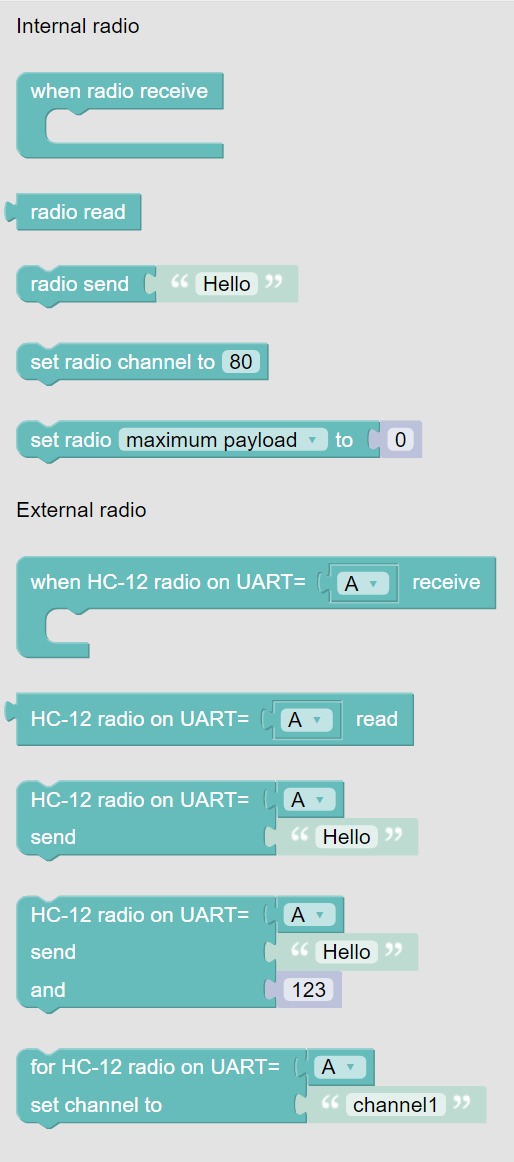 Internal radio
when radio receive
radio read
radio send “ Hello ”
set radio channel to 80
set radio maximum payload ▾ to 0
External radio
when HC-12 radio on UART= A ▾ receive
HC-12 radio on UART= A ▾ read
HC-12 radio on UART= A ▾
send “ Hello ”
HC-12 radio on UART= A ▾
send “ Hello ”
and 123
for HC-12 radio on UART= A ▾
set channel to “ channel1 ”